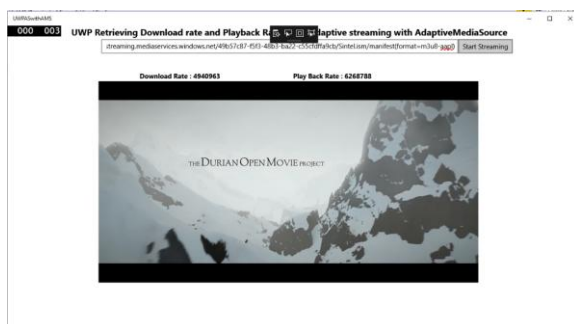 UWPASwithAMS
000 003
UWP Retrieving Download rate and Playback Ra adaptive streaming with AdaptiveMediaSource
streaming.mediaservices.windows.net/49b57c87-f5f3-48b3-ba22-c55cfdffa9cb/Sintel.ism/manifest(format=m3u8-aapl)
Start Streaming
Download Rate : 4940963
Play Back Rate : 6268788
THE DURIAN OPEN MOVIE PROJECT